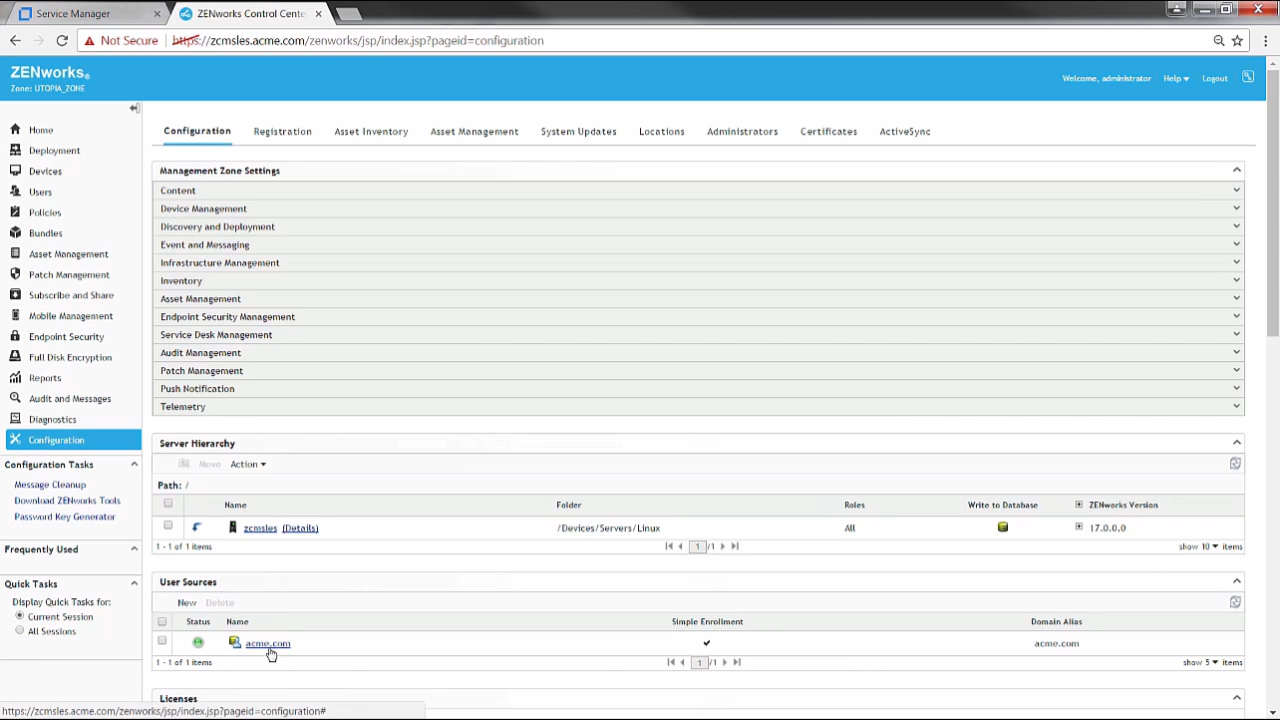 Service Manager
ZENworks Control Cente
Not Secure https://zcmsles.acme.com/zenworks/jsp/index.jsp?pageid=configuration
ZENworks®
Zone: UTOPIA_ZONE
Welcome, administrator Help Logout
Home
Deployment
Devices
Users
Policies
Bundles
Asset Management
Patch Management
Subscribe and Share
Mobile Management
Endpoint Security
Full Disk Encryption
Reports
Audit and Messages
Diagnostics
Configuration
Configuration Tasks
Message Cleanup
Download ZENworks Tools
Password Key Generator
Frequently Used
Quick Tasks
Display Quick Tasks for:
Current Session
All Sessions
Configuration Registration Asset Inventory Asset Management System Updates Locations Administrators Certificates ActiveSync
Management Zone Settings
Content
Device Management
Discovery and Deployment
Event and Messaging
Infrastructure Management
Inventory
Asset Management
Endpoint Security Management
Service Desk Management
Audit Management
Patch Management
Push Notification
Telemetry
Server Hierarchy
Move Action
Path: /
Name Folder Roles Write to Database ZENworks Version
zcmsles (Details) /Devices/Servers/Linux All 17.0.0.0
1 - 1 of 1 items 1 /1 show 10 items
User Sources
New Delete
Status Name Simple Enrollment Domain Alias
acme.com acme.com
1 - 1 of 1 items 1 /1 show 5 items
Licenses
https://zcmsles.acme.com/zenworks/jsp/index.jsp?pageid=configuration#